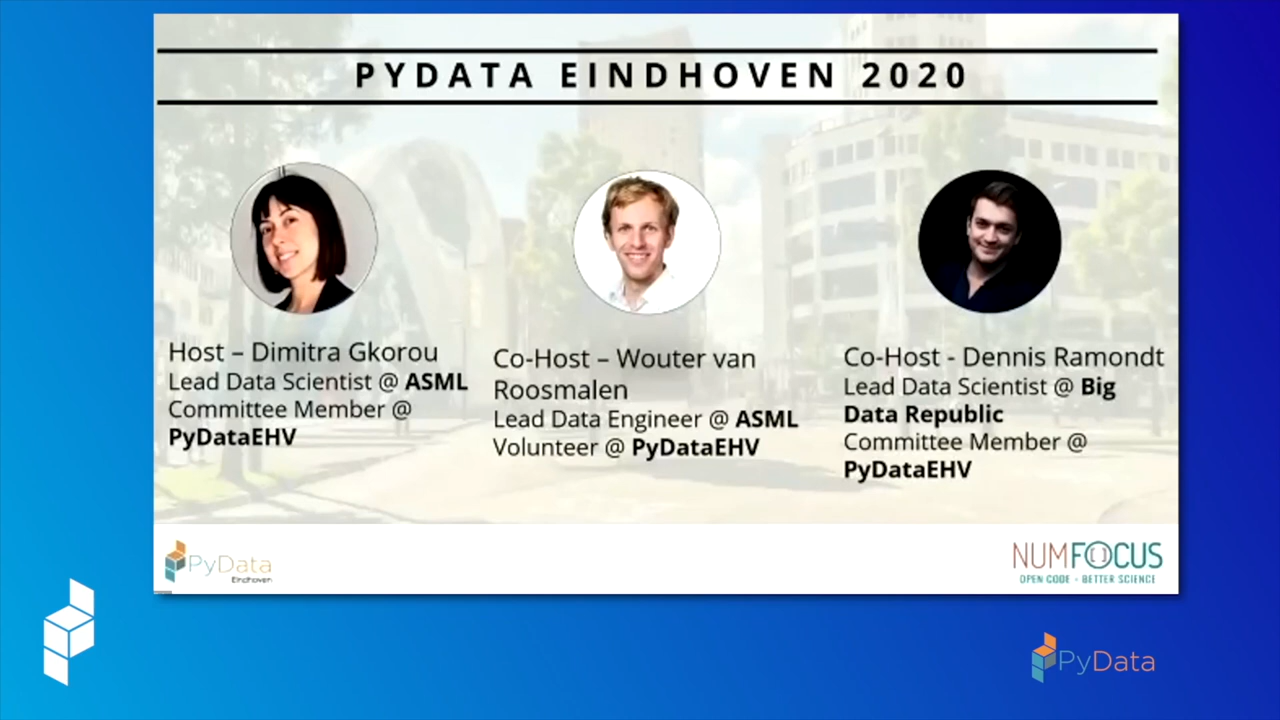 PYDATA EINDHOVEN 2020
Host – Dimitra Gkorou
Lead Data Scientist @ ASML
Committee Member @
PyDataEHV
Co-Host – Wouter van
Roosmalen
Lead Data Engineer @ ASML
Volunteer @ PyDataEHV
Co-Host - Dennis Ramondt
Lead Data Scientist @ Big
Data Republic
Committee Member @
PyDataEHV
PyData
Eindhoven
NUMFOCUS
OPEN CODE - BETTER SCIENCE
PyData